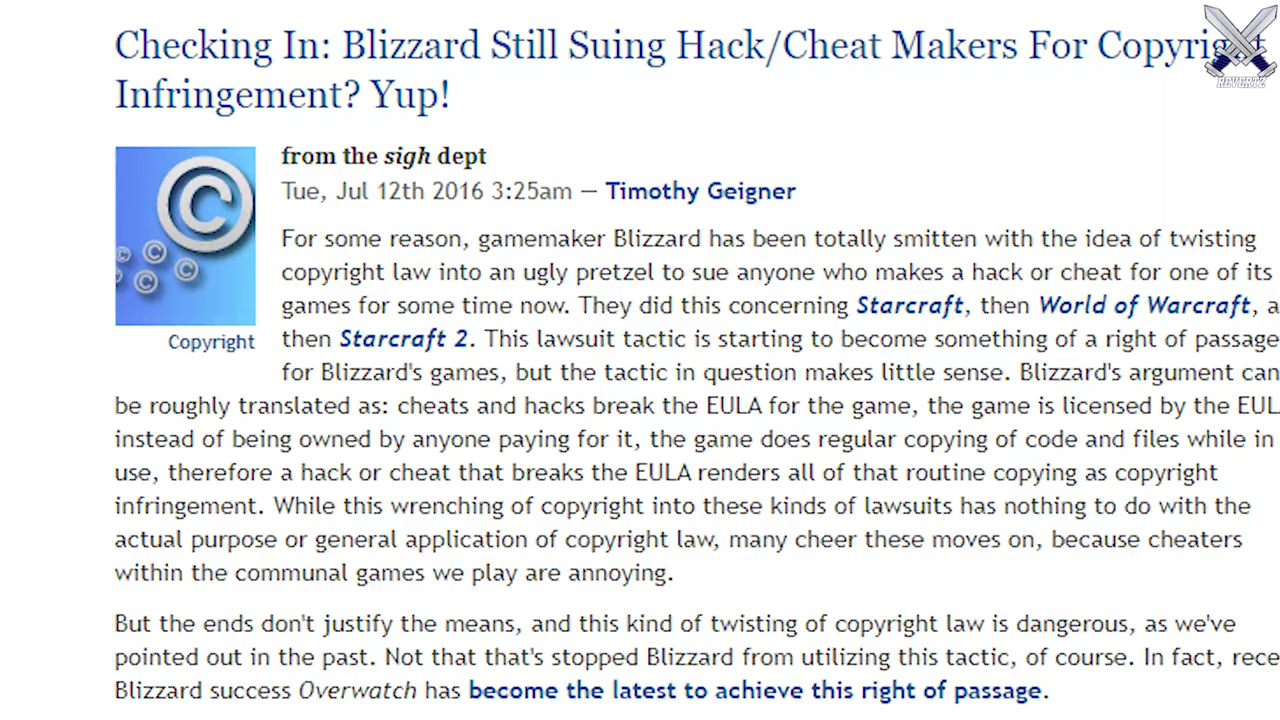 Checking In: Blizzard Still Suing Hack/Cheat Makers For Copyright
Infringement? Yup!
REVERTZ
from the sigh dept
Tue, Jul 12th 2016 3:25am — Timothy Geigner
For some reason, gamemaker Blizzard has been totally smitten with the idea of twisting
copyright law into an ugly pretzel to sue anyone who makes a hack or cheat for one of its
games for some time now. They did this concerning Starcraft, then World of Warcraft, a
Copyright
then Starcraft 2. This lawsuit tactic is starting to become something of a right of passage
for Blizzard's games, but the tactic in question makes little sense. Blizzard's argument can
be roughly translated as: cheats and hacks break the EULA for the game, the game is licensed by the EUL
instead of being owned by anyone paying for it, the game does regular copying of code and files while in
use, therefore a hack or cheat that breaks the EULA renders all of that routine copying as copyright
infringement. While this wrenching of copyright into these kinds of lawsuits has nothing to do with the
actual purpose or general application of copyright law, many cheer these moves on, because cheaters
within the communal games we play are annoying.
But the ends don't justify the means, and this kind of twisting of copyright law is dangerous, as we've
pointed out in the past. Not that that's stopped Blizzard from utilizing this tactic, of course. In fact, rece
Blizzard success Overwatch has become the latest to achieve this right of passage.